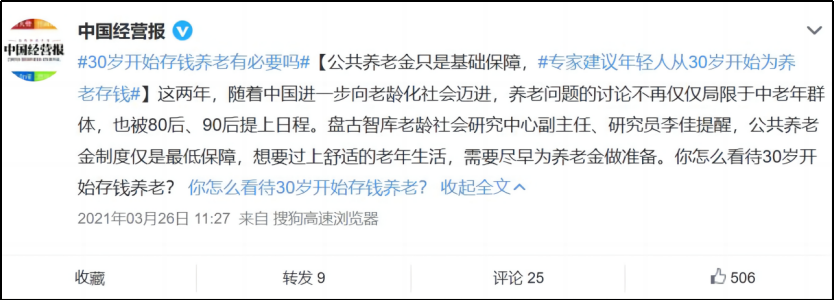 中国经营报
中国经营报
#30岁开始存钱养老有必要吗#【公共养老金只是基础保障，#专家建议年轻人从30岁开始为养
老存钱#】这两年，随着中国进一步向老龄化社会迈进，养老问题的讨论不再仅仅局限于中老年群
体，也被80后、90后提上日程。盘古智库老龄社会研究中心副主任、研究员李佳提醒，公共养老
金制度仅是最低保障，想要过上舒适的老年生活，需要尽早为养老金做准备。你怎么看待30岁开
始存钱养老？ 你怎么看待30岁开始存钱养老？ 收起全文
2021年03月26日 11:27 来自 搜狗高速浏览器
收藏 转发 9 评论 25 506